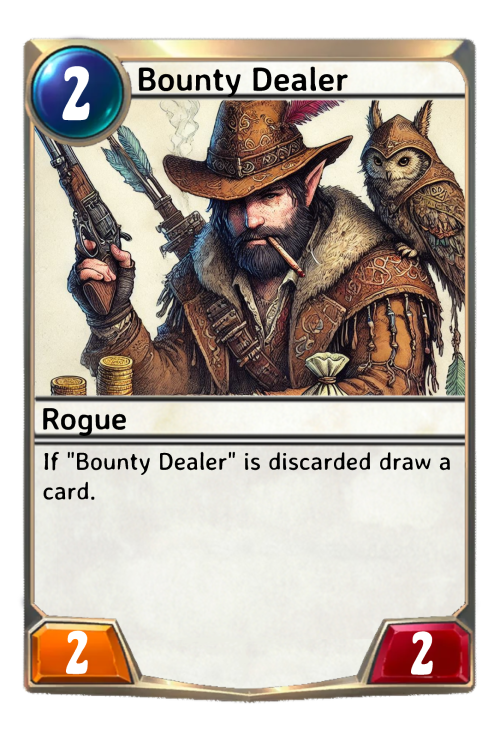 2
Bounty Dealer
Rogue
If "Bounty Dealer" is discarded draw a
card.
2
2